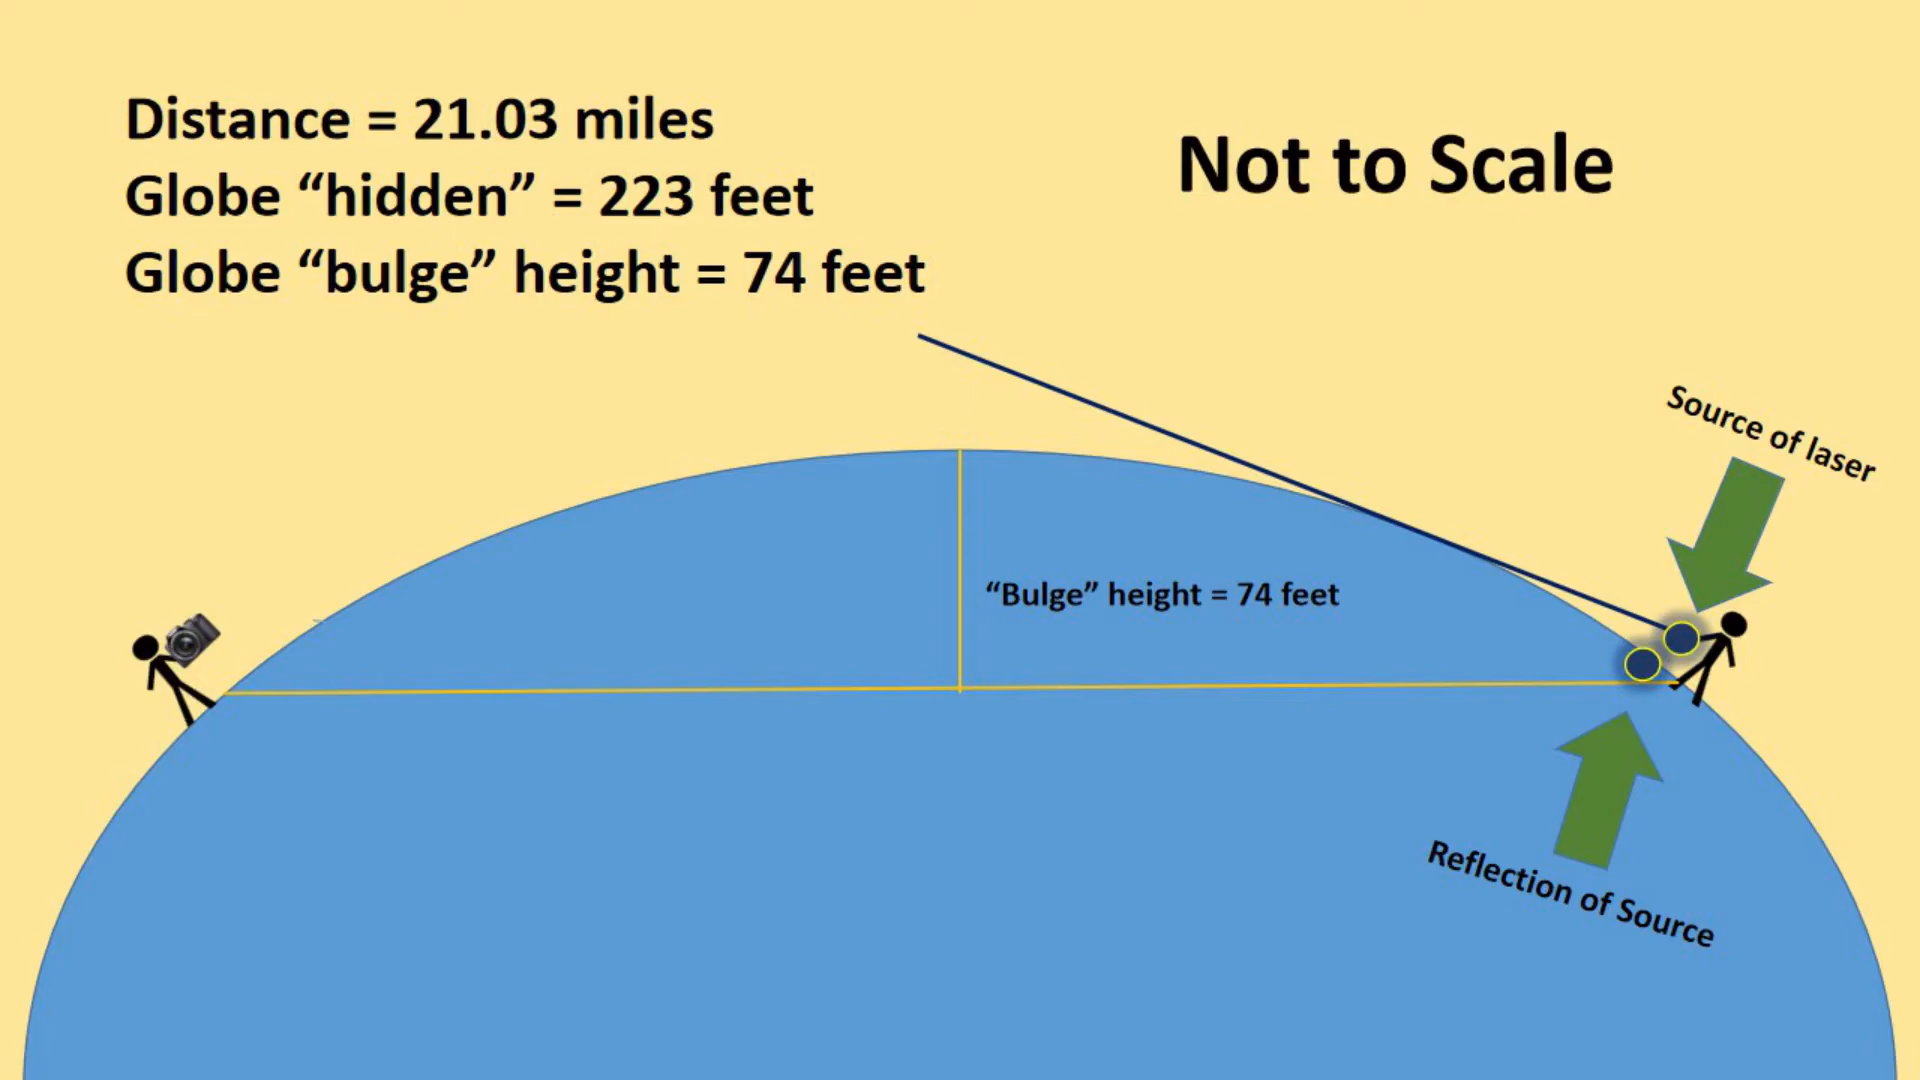 Distance = 21.03 miles
Globe “hidden” = 223 feet
Globe “bulge” height = 74 feet
Not to Scale
Source of laser
“Bulge” height = 74 feet
Reflection of Source